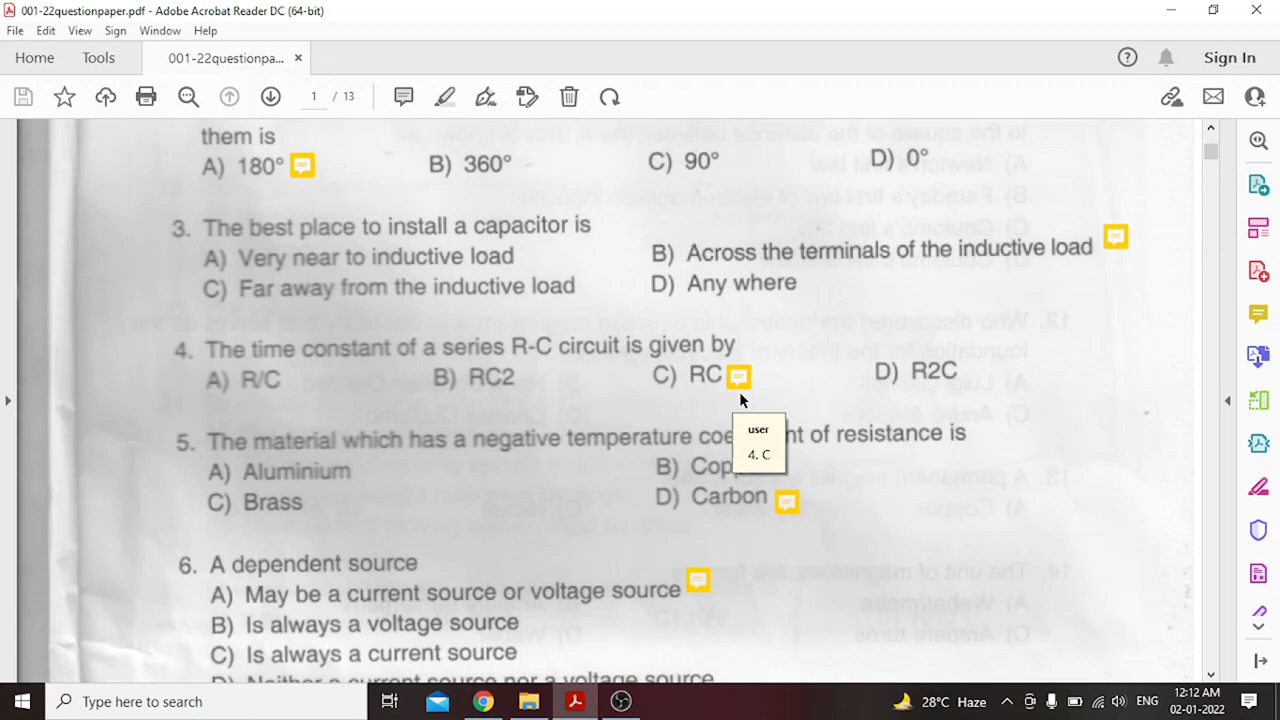 001-22questionpaper.pdf - Adobe Acrobat Reader DC (64-bit)
File Edit View Sign Window Help
Home Tools 001-22questionpa... ×
Sign In
1 / 13
them is
A) 180° B) 360° C) 90° D) 0°
3. The best place to install a capacitor is
A) Very near to inductive load B) Across the terminals of the inductive load
C) Far away from the inductive load D) Any where
4. The time constant of a series R-C circuit is given by
A) R/C B) RC2 C) RC D) R2C
user
4. C
5. The material which has a negative temperature coe nt of resistance is
A) Aluminium B) Cop
C) Brass D) Carbon
6. A dependent source
A) May be a current source or voltage source
B) Is always a voltage source
C) Is always a current source
D) Neither a current source nor a voltage source
Type here to search
28°C Haze ENG 12:12 AM
02-01-2022